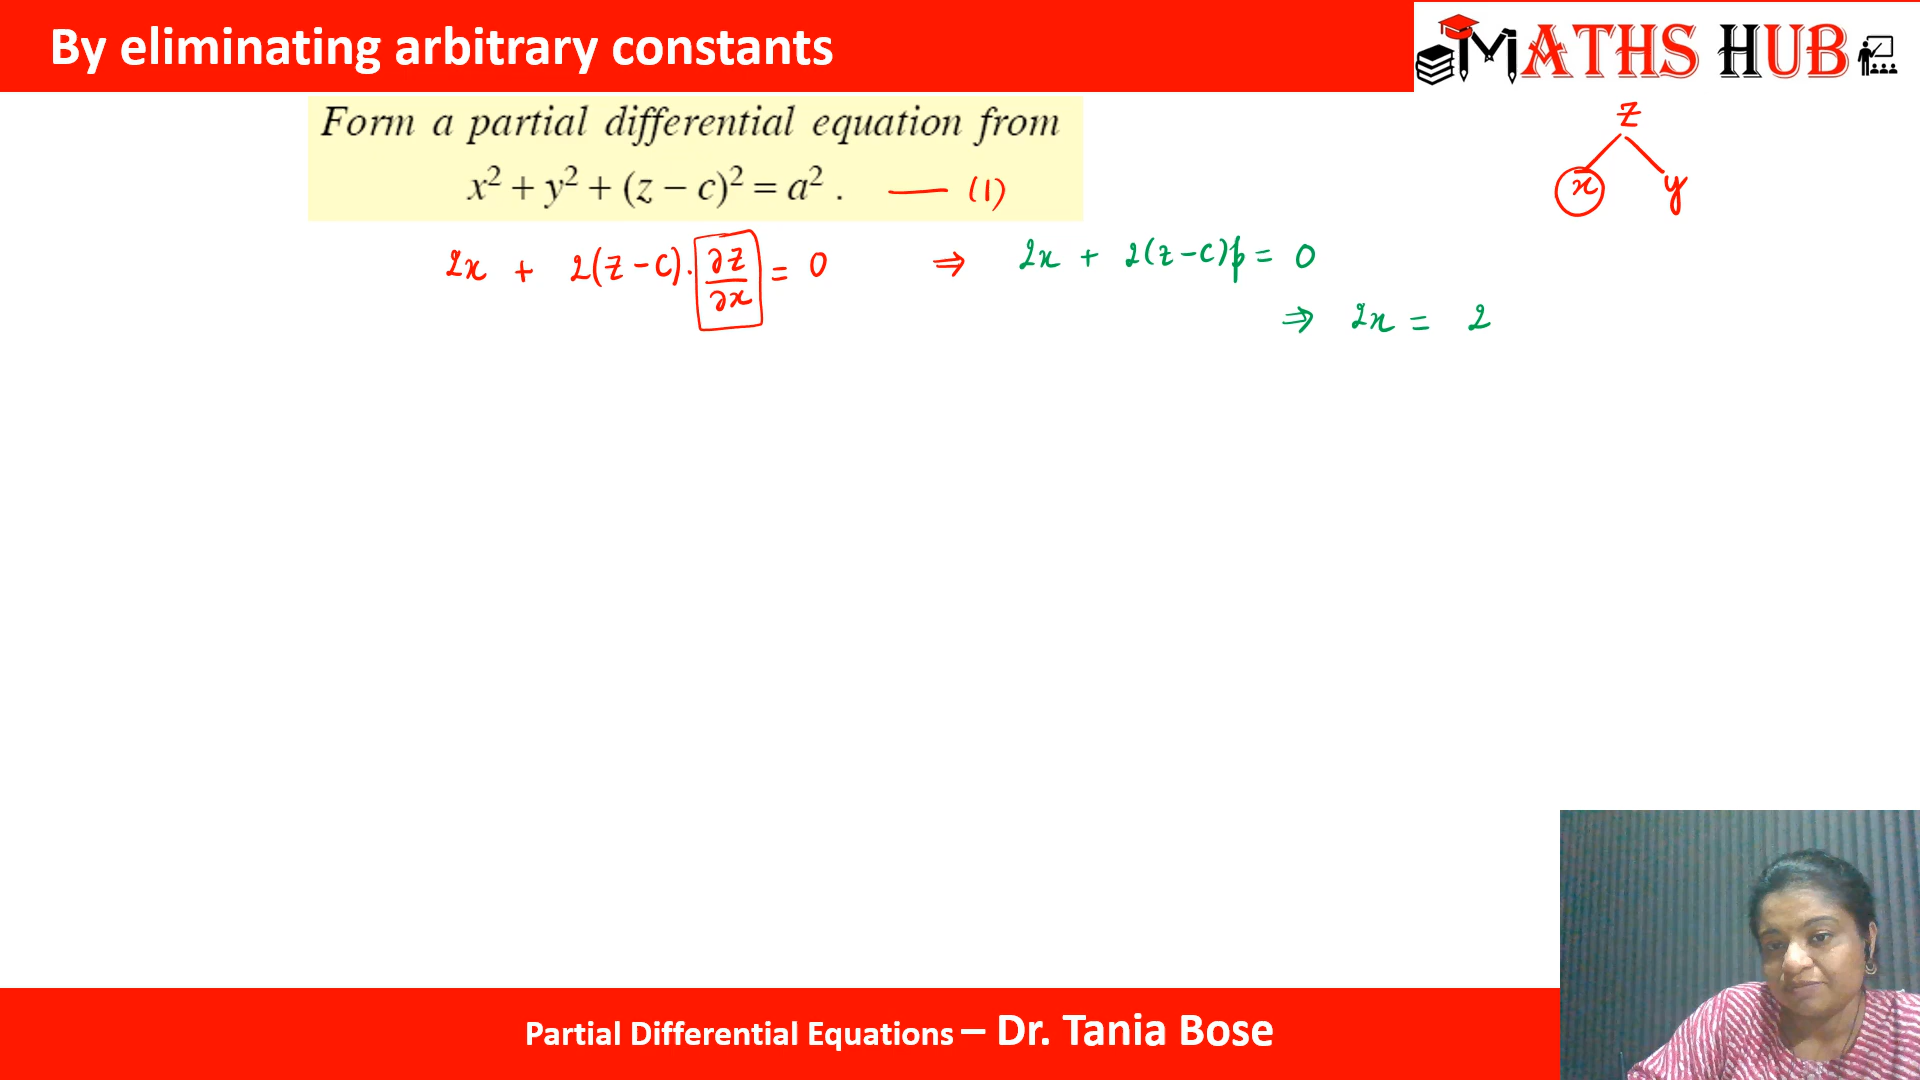 By eliminating arbitrary constants
MATHS HUB
Form a partial differential equation from
x² + y² + (z − c)² = a² . — (1)
z
x y
2x + 2(z-c) · ∂z/∂x = 0 ⇒ 2x + 2(z-c)p = 0
⇒ 2x = 2
Partial Differential Equations – Dr. Tania Bose